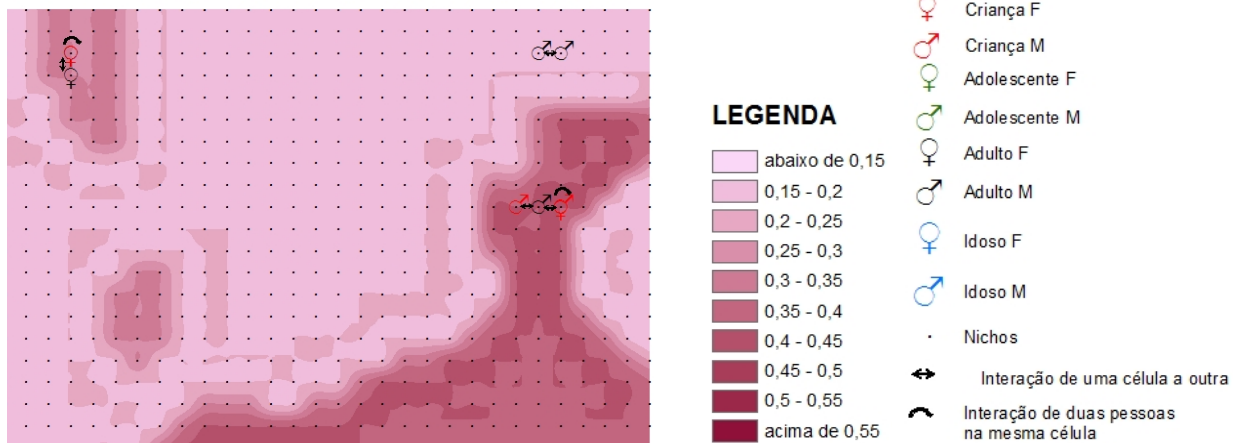 LEGENDA
abaixo de 0,15
0,15 - 0,2
0,2 - 0,25
0,25 - 0,3
0,3 - 0,35
0,35 - 0,4
0,4 - 0,45
0,45 - 0,5
0,5 - 0,55
acima de 0,55
Criança F
Criança M
Adolescente F
Adolescente M
Adulto F
Adulto M
Idoso F
Idoso M
Nichos
Interação de uma célula a outra
Interação de duas pessoas
na mesma célula